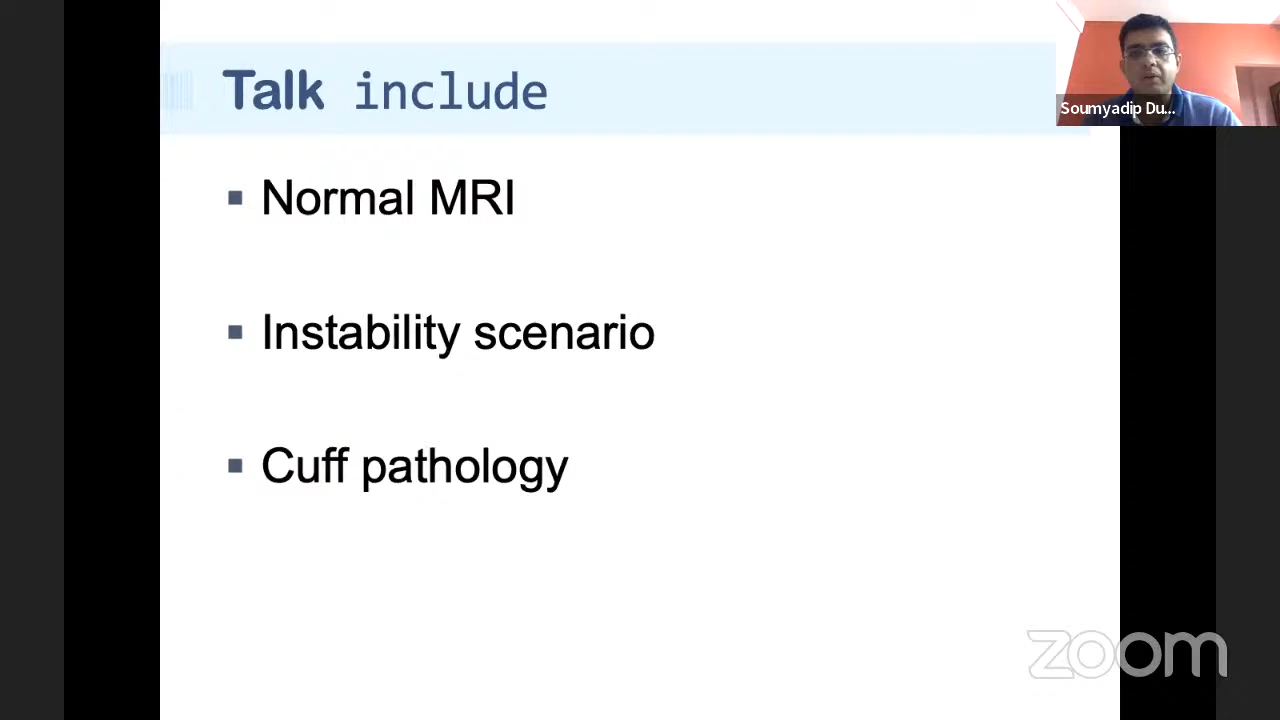 Talk include
Soumyadip Du...
Normal MRI
Instability scenario
Cuff pathology
zoom